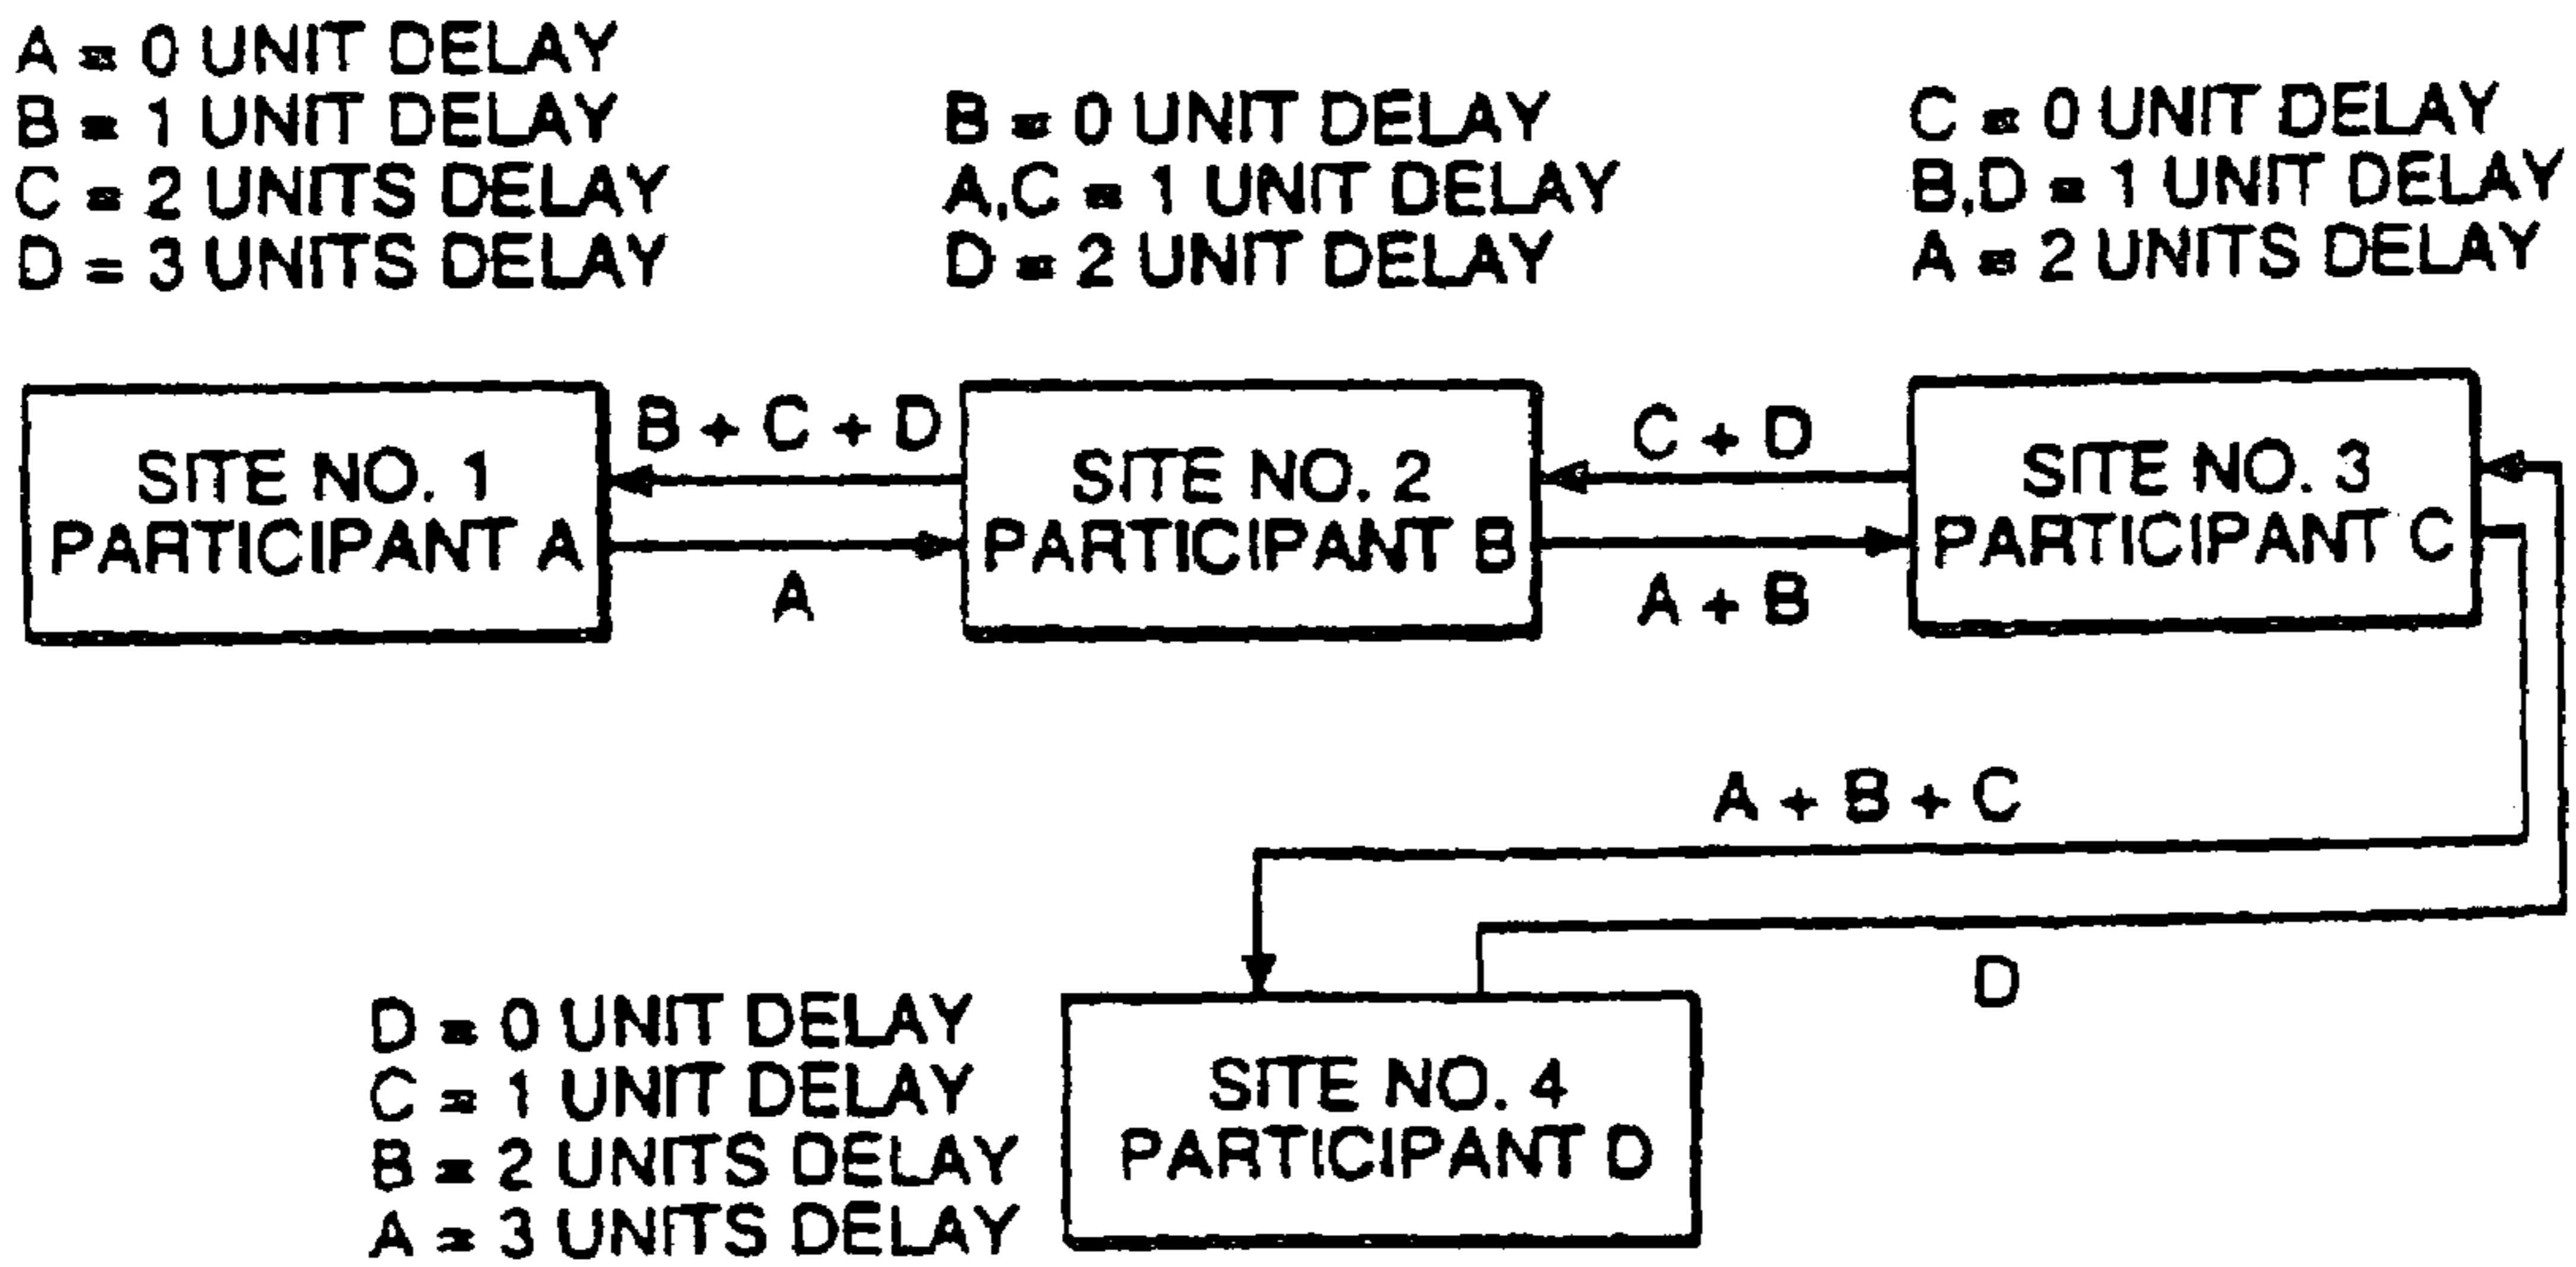 A = 0 UNIT DELAY
B = 1 UNIT DELAY
C = 2 UNITS DELAY
D = 3 UNITS DELAY
B = 0 UNIT DELAY
A,C = 1 UNIT DELAY
D = 2 UNIT DELAY
C = 0 UNIT DELAY
B,D = 1 UNIT DELAY
A = 2 UNITS DELAY
SITE NO. 1
PARTICIPANT A
B + C + D
A
SITE NO. 2
PARTICIPANT B
C + D
A + B
SITE NO. 3
PARTICIPANT C
A + B + C
D
D = 0 UNIT DELAY
C = 1 UNIT DELAY
B = 2 UNITS DELAY
A = 3 UNITS DELAY
SITE NO. 4
PARTICIPANT D